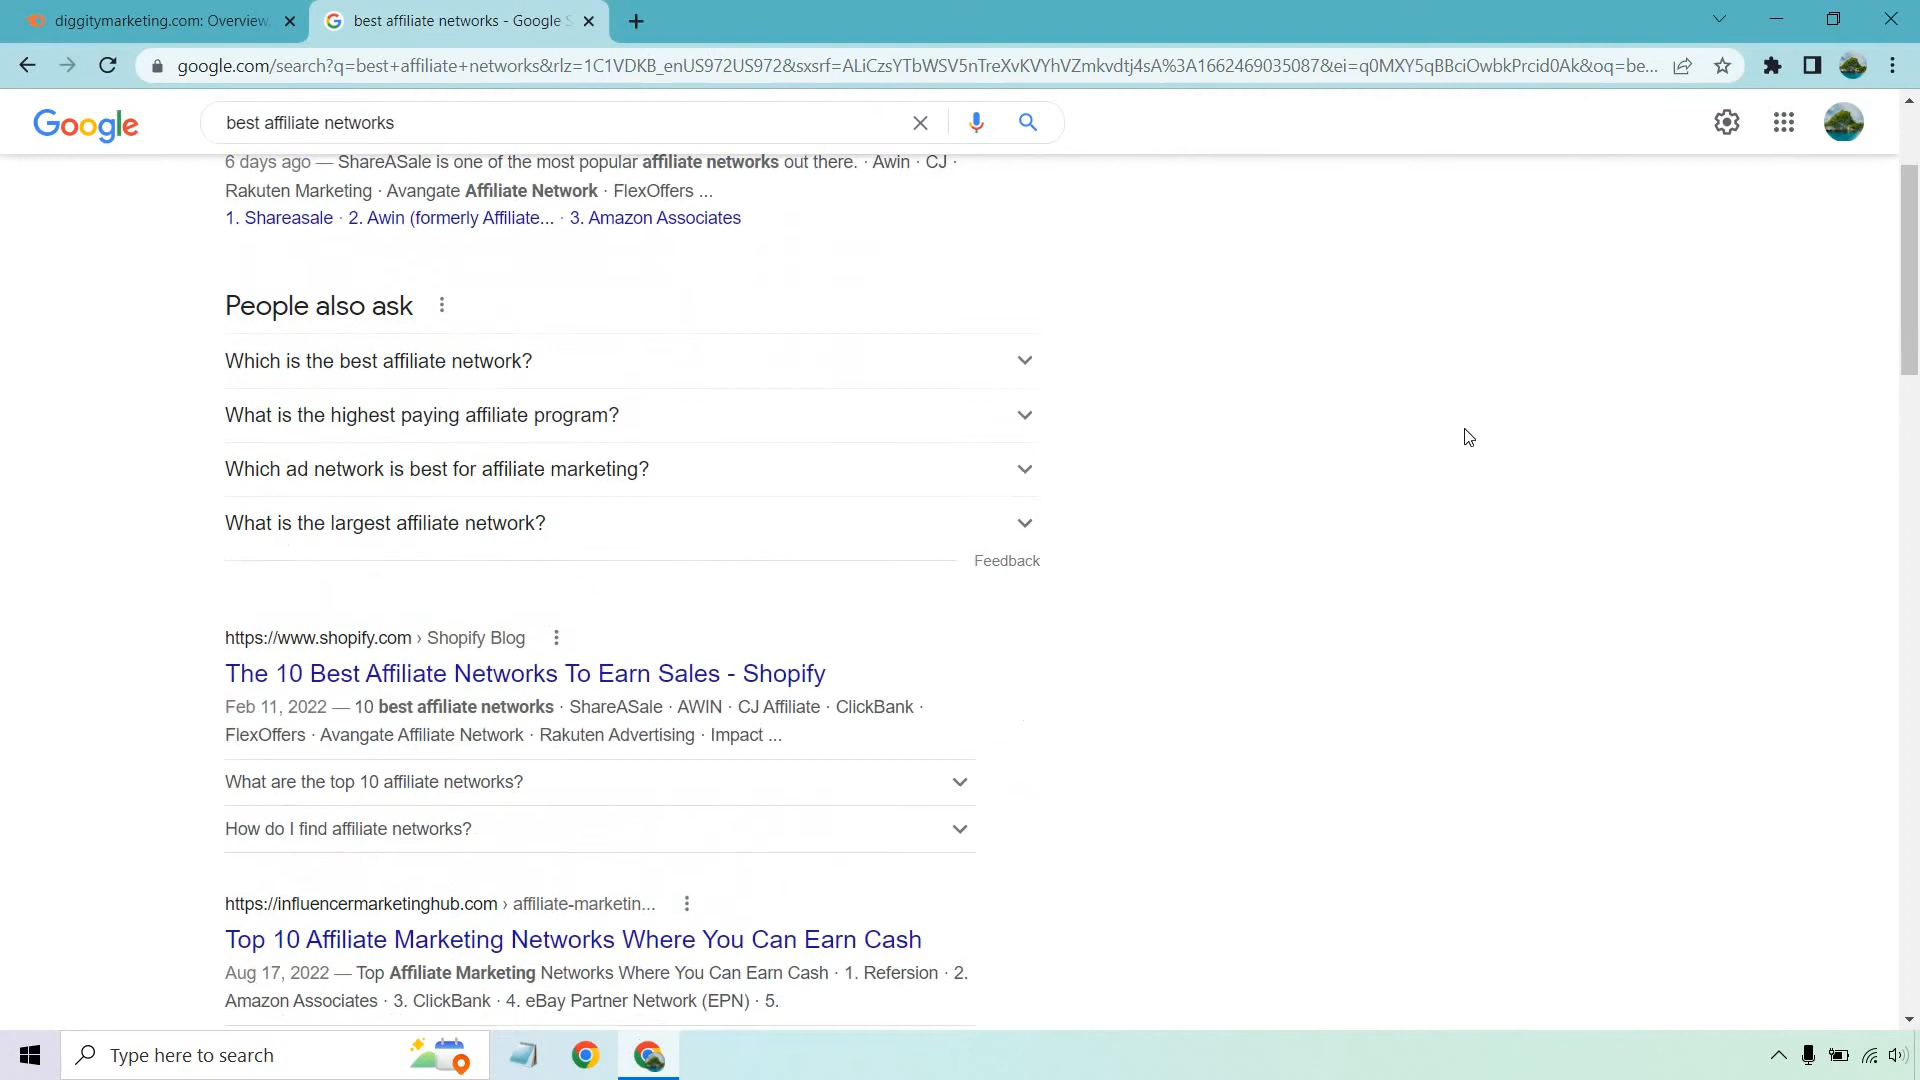 diggitymarketing.com: Overview,
best affiliate networks - Google S
google.com/search?q=best+affiliate+networks&rlz=1C1VDKB_enUS972US972&sxsrf=ALiCzsYTbWSV5nTreXvKVYhVZmkvdtj4sA%3A1662469035087&ei=q0MXY5qBBciOwbkPrcid0Ak&oq=be...
Google
best affiliate networks
6 days ago — ShareASale is one of the most popular affiliate networks out there. · Awin · CJ ·
Rakuten Marketing · Avangate Affiliate Network · FlexOffers ...
1. Shareasale · 2. Awin (formerly Affiliate... · 3. Amazon Associates
People also ask
Which is the best affiliate network?
What is the highest paying affiliate program?
Which ad network is best for affiliate marketing?
What is the largest affiliate network?
Feedback
https://www.shopify.com › Shopify Blog
The 10 Best Affiliate Networks To Earn Sales - Shopify
Feb 11, 2022 — 10 best affiliate networks · ShareASale · AWIN · CJ Affiliate · ClickBank ·
FlexOffers · Avangate Affiliate Network · Rakuten Advertising · Impact ...
What are the top 10 affiliate networks?
How do I find affiliate networks?
https://influencermarketinghub.com › affiliate-marketin...
Top 10 Affiliate Marketing Networks Where You Can Earn Cash
Aug 17, 2022 — Top Affiliate Marketing Networks Where You Can Earn Cash · 1. Refersion · 2.
Amazon Associates · 3. ClickBank · 4. eBay Partner Network (EPN) · 5.
Type here to search